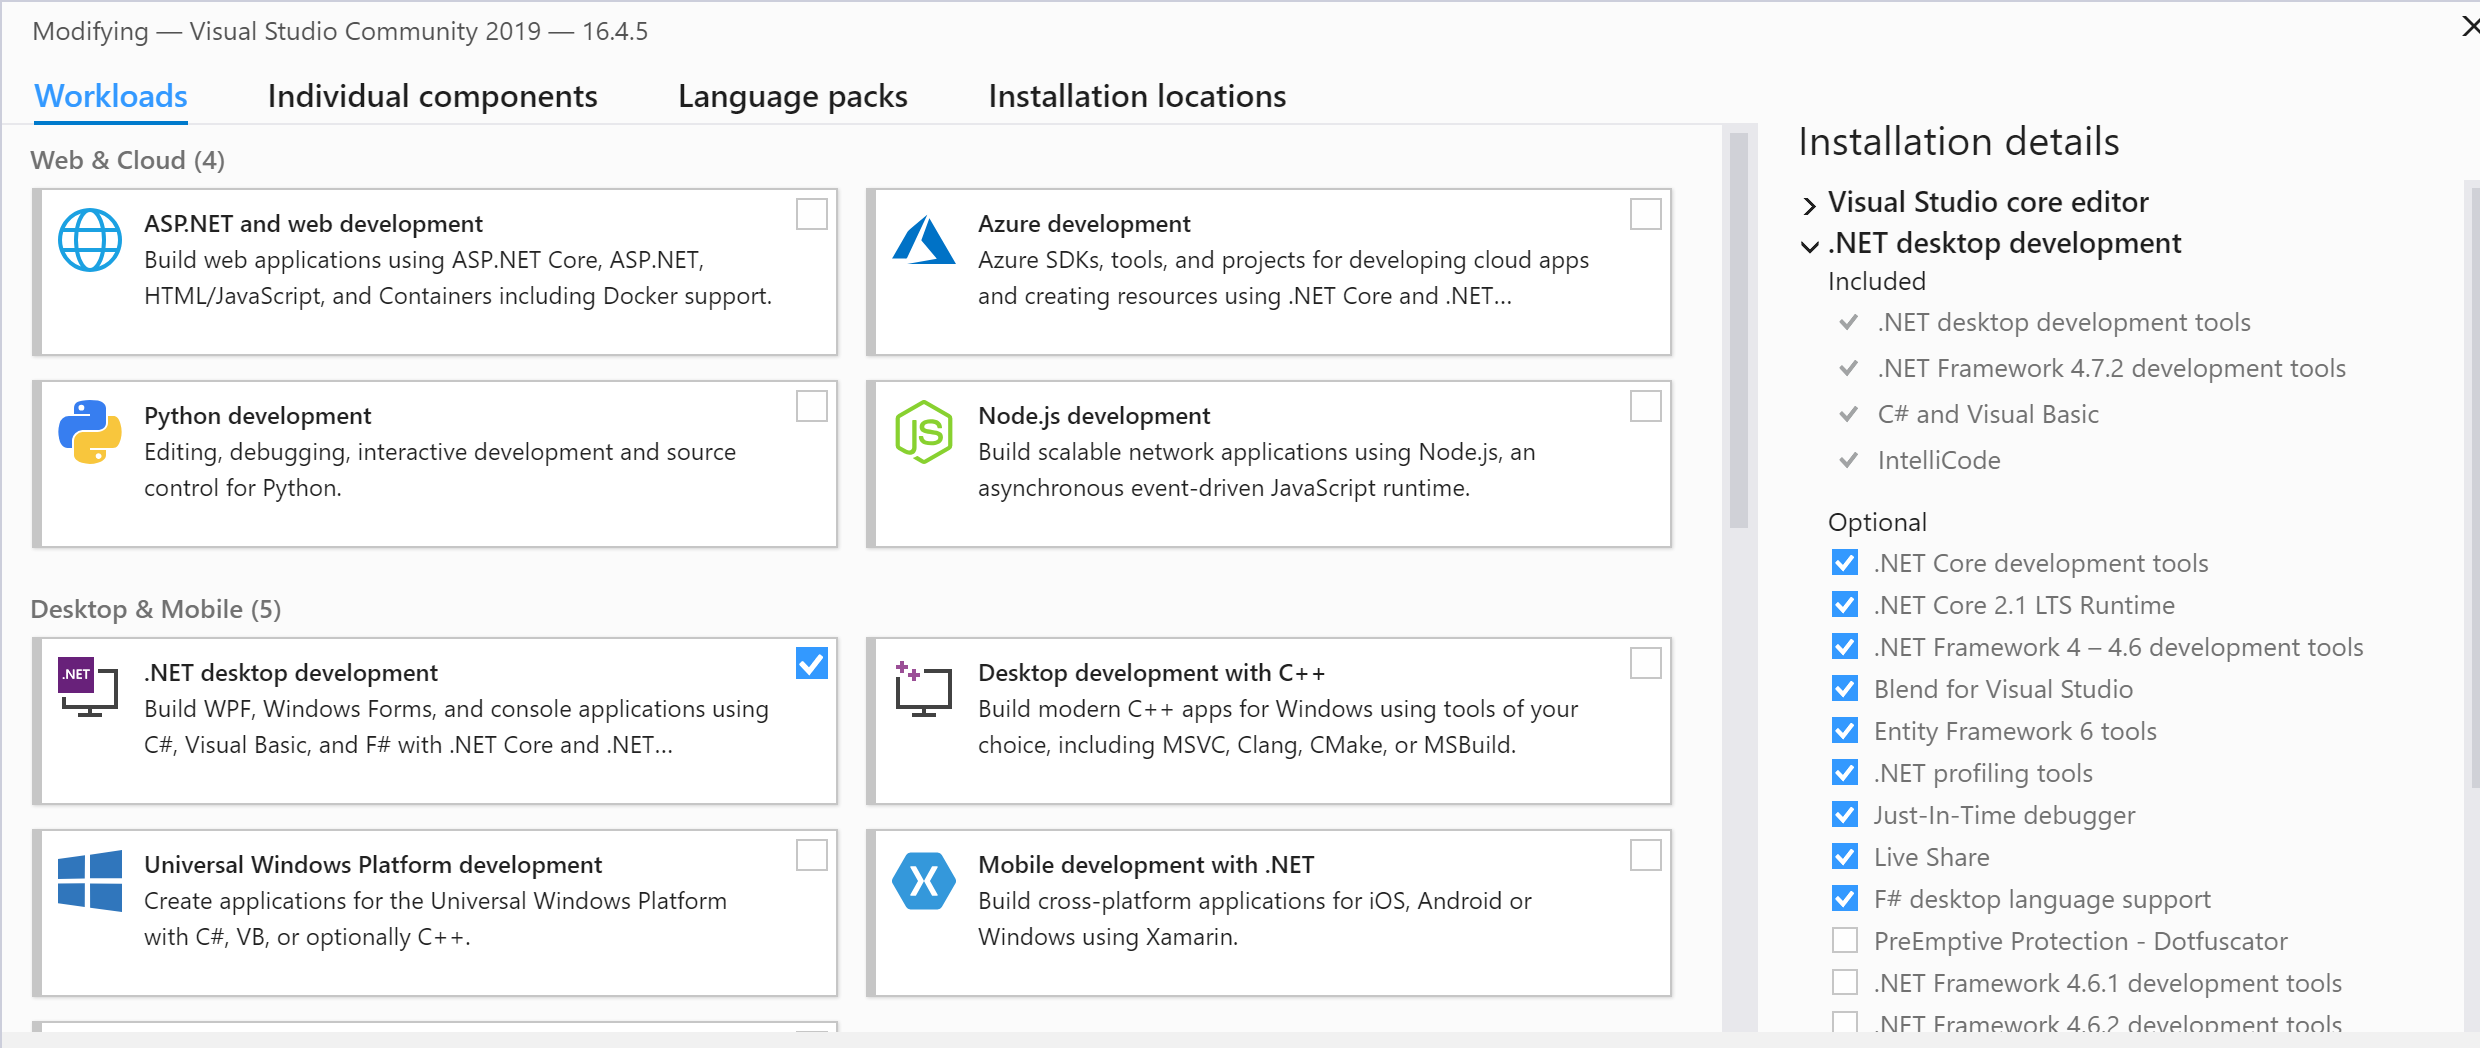 Modifying — Visual Studio Community 2019 — 16.4.5
Workloads
Individual components
Language packs
Installation locations
Web & Cloud (4)
ASP.NET and web development
Build web applications using ASP.NET Core, ASP.NET,
HTML/JavaScript, and Containers including Docker support.
Azure development
Azure SDKs, tools, and projects for developing cloud apps
and creating resources using .NET Core and .NET...
Python development
Editing, debugging, interactive development and source
control for Python.
JS
Node.js development
Build scalable network applications using Node.js, an
asynchronous event-driven JavaScript runtime.
Desktop & Mobile (5)
.NET
.NET desktop development
Build WPF, Windows Forms, and console applications using
C#, Visual Basic, and F# with .NET Core and .NET...
Desktop development with C++
Build modern C++ apps for Windows using tools of your
choice, including MSVC, Clang, CMake, or MSBuild.
Universal Windows Platform development
Create applications for the Universal Windows Platform
with C#, VB, or optionally C++.
Mobile development with .NET
Build cross-platform applications for iOS, Android or
Windows using Xamarin.
Installation details
Visual Studio core editor
.NET desktop development
Included
.NET desktop development tools
.NET Framework 4.7.2 development tools
C# and Visual Basic
IntelliCode
Optional
.NET Core development tools
.NET Core 2.1 LTS Runtime
.NET Framework 4 – 4.6 development tools
Blend for Visual Studio
Entity Framework 6 tools
.NET profiling tools
Just-In-Time debugger
Live Share
F# desktop language support
PreEmptive Protection - Dotfuscator
.NET Framework 4.6.1 development tools
.NET Framework 4.6.2 development tools